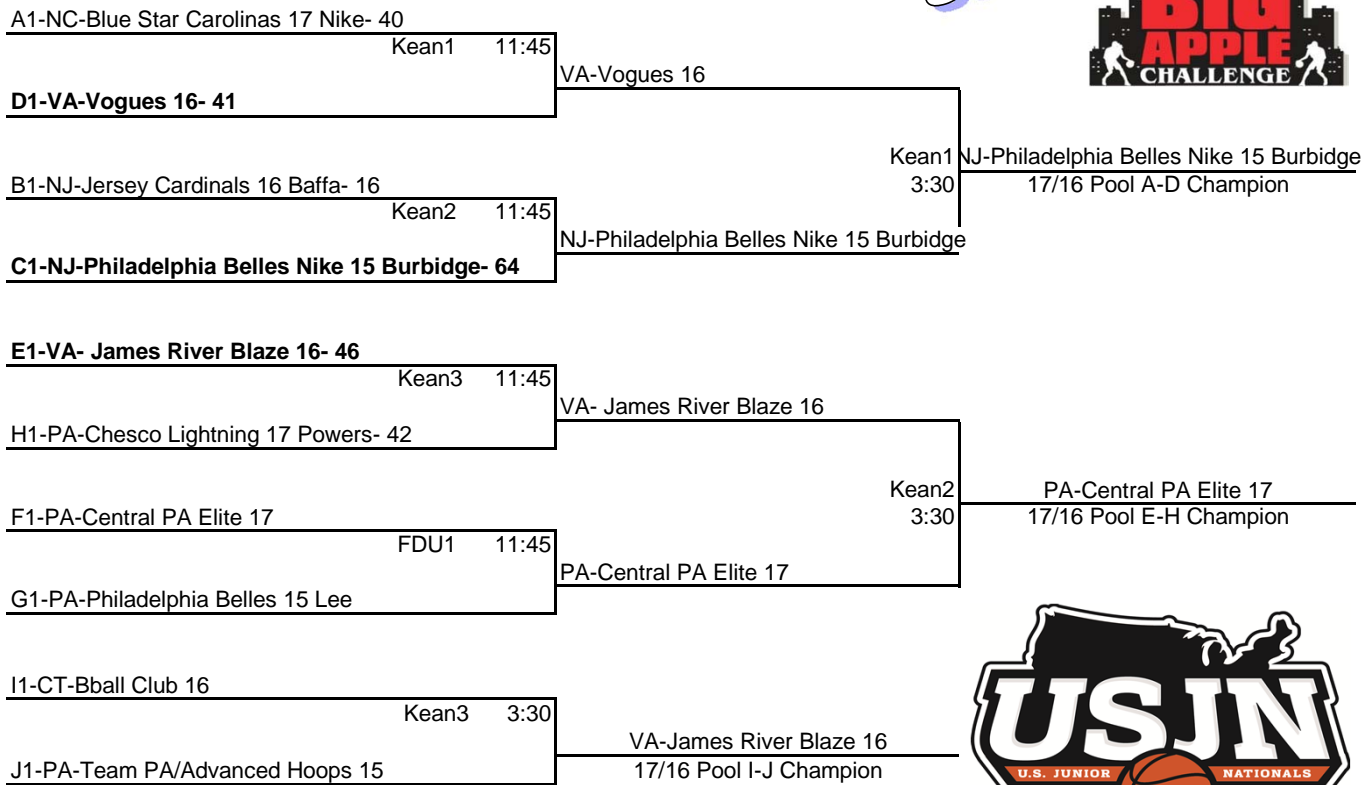 A1-NC-Blue Star Carolinas 17 Nike- 40
BIG
APPLE
CHALLENGE
Kean1 11:45
VA-Vogues 16
D1-VA-Vogues 16- 41
Kean1 NJ-Philadelphia Belles Nike 15 Burbidge
B1-NJ-Jersey Cardinals 16 Baffa- 16
3:30 17/16 Pool A-D Champion
Kean2 11:45
NJ-Philadelphia Belles Nike 15 Burbidge
C1-NJ-Philadelphia Belles Nike 15 Burbidge- 64
E1-VA- James River Blaze 16- 46
Kean3 11:45
VA- James River Blaze 16
H1-PA-Chesco Lightning 17 Powers- 42
Kean2 PA-Central PA Elite 17
F1-PA-Central PA Elite 17
3:30 17/16 Pool E-H Champion
FDU1 11:45
PA-Central PA Elite 17
G1-PA-Philadelphia Belles 15 Lee
I1-CT-Bball Club 16
Kean3 3:30
VA-James River Blaze 16
J1-PA-Team PA/Advanced Hoops 15
17/16 Pool I-J Champion
USJN
U.S. JUNIOR NATIONALS